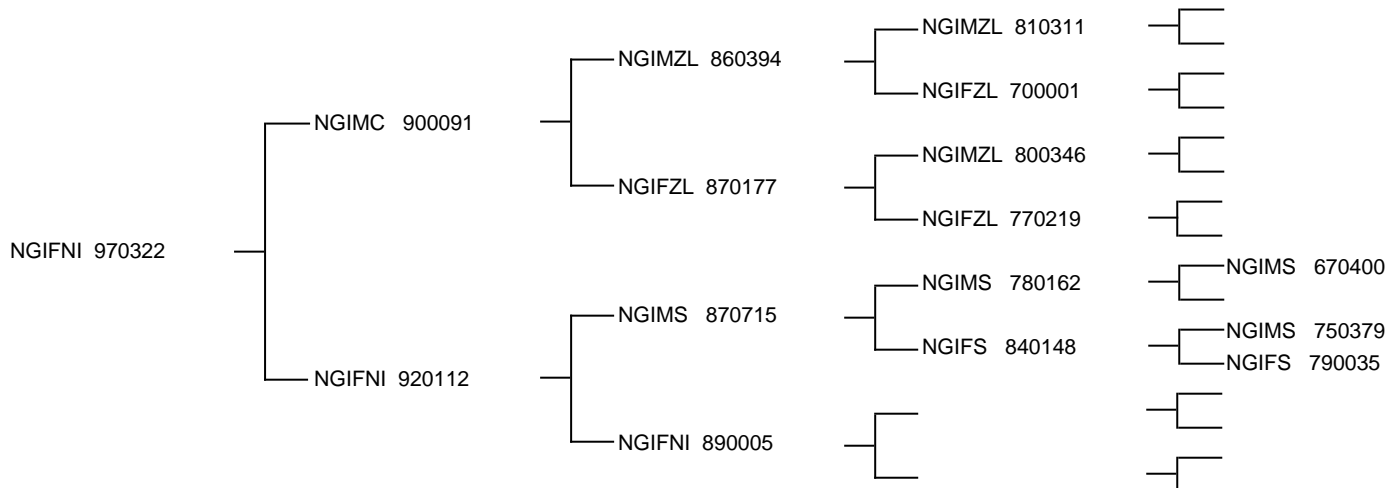 NGIMZL 810311
NGIMZL 860394
NGIFZL 700001
NGIMC 900091
NGIMZL 800346
NGIFZL 870177
NGIFZL 770219
NGIFNI 970322
NGIMS 670400
NGIMS 780162
NGIMS 870715
NGIMS 750379
NGIFS 840148
NGIFS 790035
NGIFNI 920112
NGIFNI 890005